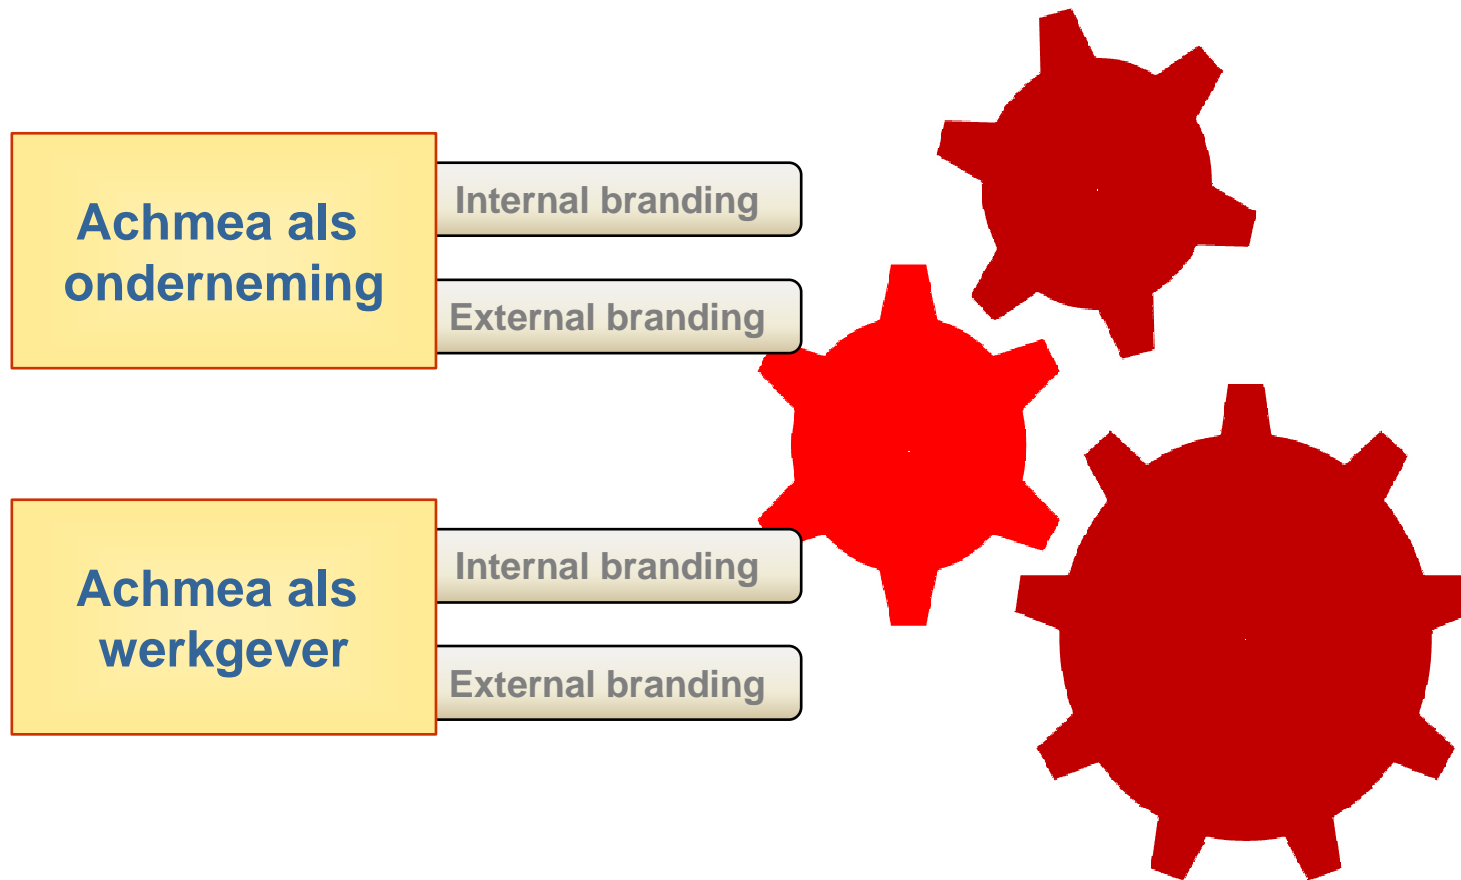 Achmea als
onderneming
Internal branding
External branding
Achmea als
werkgever
Internal branding
External branding